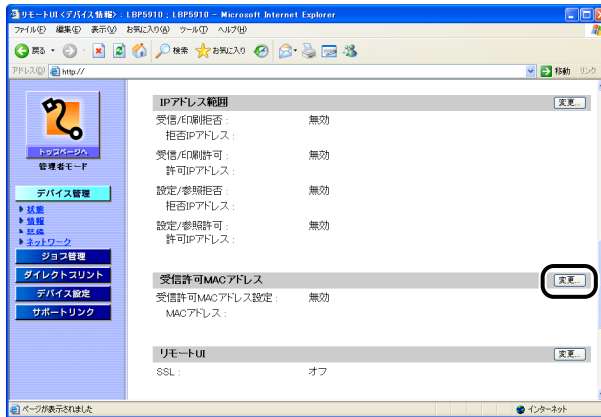 リモートUI <デバイス情報> : LBP5910 ; LBP5910 - Microsoft Internet Explorer
ファイル(F) 編集(E) 表示(V) お気に入り(A) ツール(T) ヘルプ(H)
戻る 検索 お気に入り
アドレス(D) http:// 移動 リンク
トップページへ
管理者モード
デバイス管理
状態
情報
装備
ネットワーク
ジョブ管理
ダイレクトプリント
デバイス設定
サポートリンク
IPアドレス範囲 変更...
受信/印刷拒否 : 無効
拒否IPアドレス :
受信/印刷許可 : 無効
許可IPアドレス :
設定/参照拒否 : 無効
拒否IPアドレス :
設定/参照許可 : 無効
許可IPアドレス :
受信許可MACアドレス 変更...
受信許可MACアドレス設定 : 無効
MACアドレス :
リモートUI 変更...
SSL : オフ
ページが表示されました インターネット